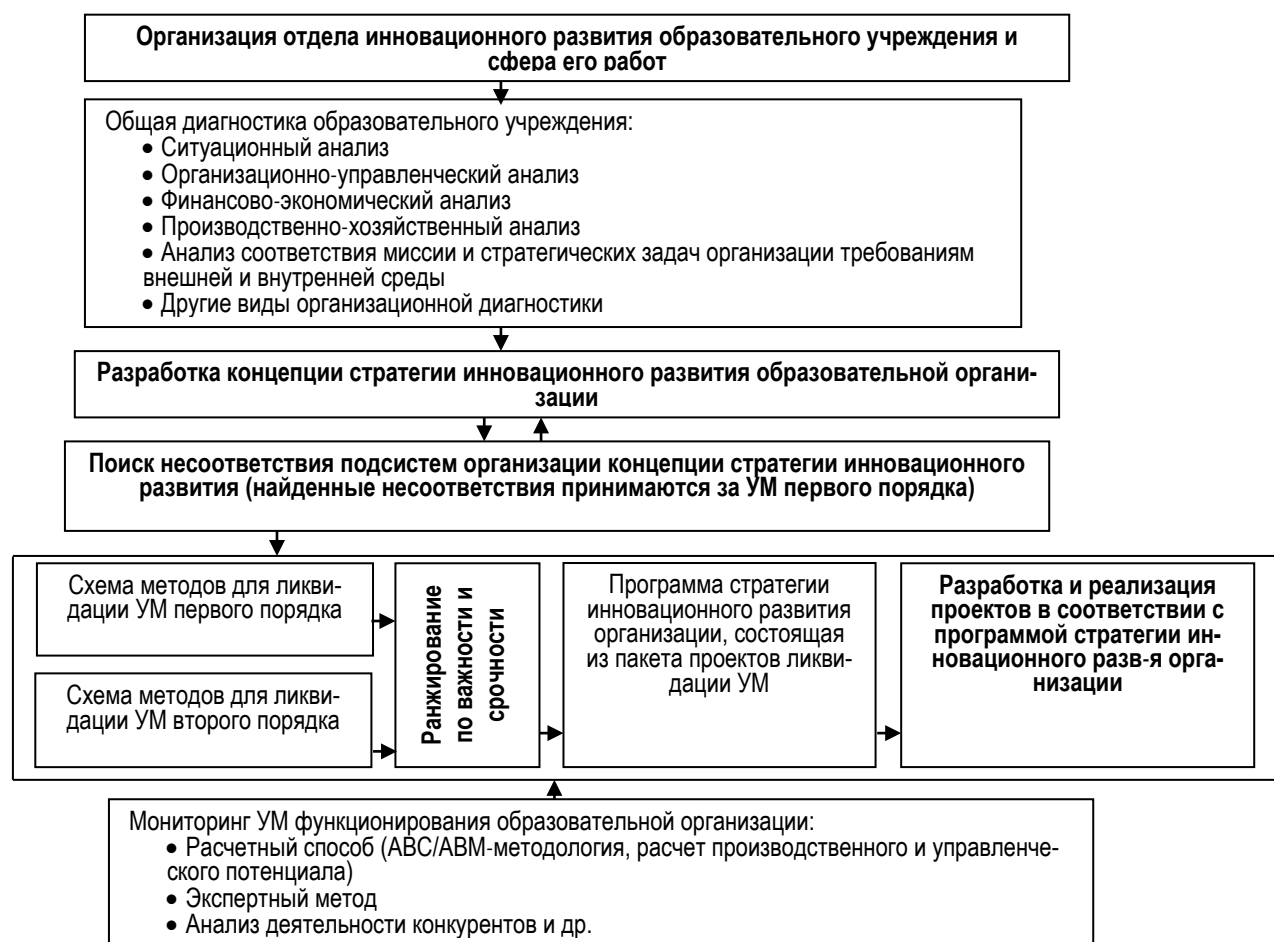 Организация отдела инновационного развития образовательного учреждения и
сфера его работ
Общая диагностика образовательного учреждения:
• Ситуационный анализ
• Организационно-управленческий анализ
• Финансово-экономический анализ
• Производственно-хозяйственный анализ
• Анализ соответствия миссии и стратегических задач организации требованиям
внешней и внутренней среды
• Другие виды организационной диагностики
Разработка концепции стратегии инновационного развития образовательной органи-
зации
Поиск несоответствия подсистем организации концепции стратегии инновационного
развития (найденные несоответствия принимаются за УМ первого порядка)
Схема методов для ликви-
дации УМ первого порядка
Схема методов для ликви-
дации УМ второго порядка
Ранжирование
по важности и
срочности
Программа стратегии
инновационного развития
организации, состоящая
из пакета проектов ликви-
дации УМ
Разработка и реализация
проектов в соответствии с
программой стратегии ин-
новационного разв-я орга-
низации
Мониторинг УМ функционирования образовательной организации:
• Расчетный способ (АВС/АВМ-методология, расчет производственного и управленче-
ского потенциала)
• Экспертный метод
• Анализ деятельности конкурентов и др.